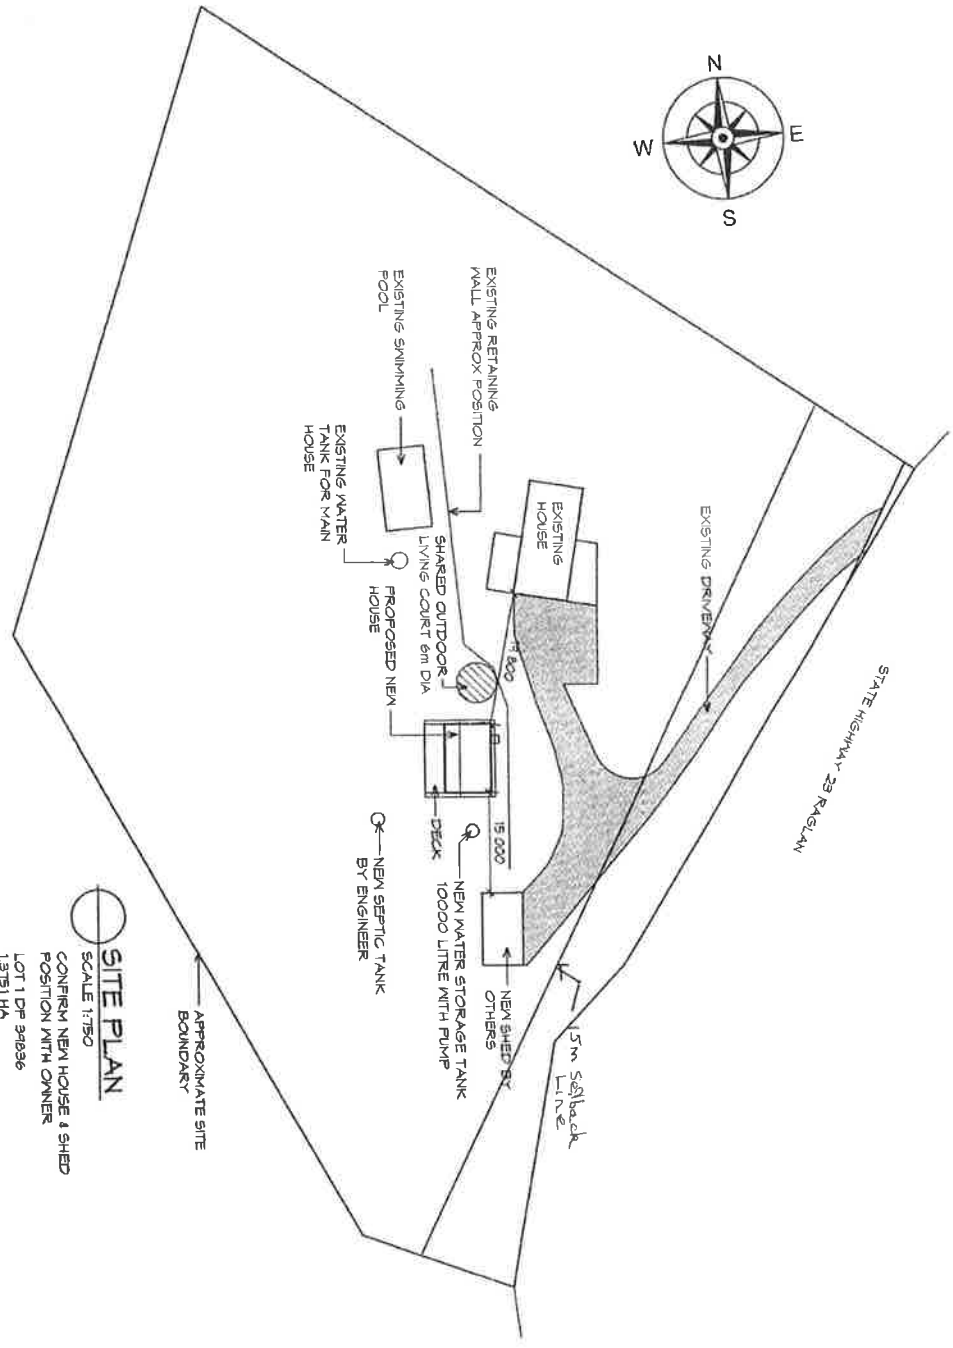 N
W
E
S
EXISTING RETAINING
WALL APPROX POSITION
EXISTING SWIMMING
POOL
EXISTING WATER
TANK FOR MAIN
HOUSE
EXISTING
HOUSE
EXISTING DRIVEWAY
STATE HIGHWAY 23 RAGLAN
SHARED OUTDOOR
LIVING COURT 6m DIA
PROPOSED NEW
HOUSE
19 800
15 000
DECK
NEW SEPTIC TANK
BY ENGINEER
NEW WATER STORAGE TANK
10000 LITRE WITH PUMP
NEW SHED BY
OTHERS
15m Setback
Line
APPROXIMATE SITE
BOUNDARY
SITE PLAN
SCALE 1:750
CONFIRM NEW HOUSE & SHED
POSITION WITH OWNER
LOT 1 DP 39836
1.3751 HA